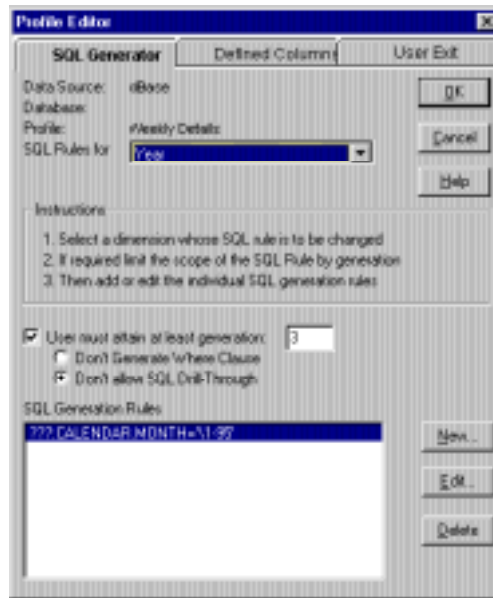 Profile Editor
SQL Generator
Defined Columns
User Exit
Data Source: dBase
Database:
Profile: Weekly Details
SQL Rules for Year
OK
Cancel
Help
Instructions
1. Select a dimension whose SQL rule is to be changed
2. If required limit the scope of the SQL Rule by generation
3. Then add or edit the individual SQL generation rules
User must attain at least generation: 3
Don't Generate Where Clause
Don't allow SQL Drill-Through
SQL Generation Rules
???.CALENDAR.MONTH='\1-95'
New...
Edit...
Delete